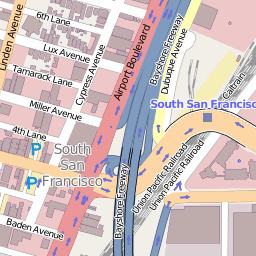 6th Lane
Linden Avenue
Lux Avenue
Tamarack Lane
Cypress Avenue
Airport Boulevard
Bayshore Freeway
Dubuque Avenue
Caltrain
South San Francisco
Miller Avenue
4th Lane
P
South
San
Francisco
P
Bayshore Freeway
Union Pacific Railroad
Union Pacific Railroad
Baden Avenue